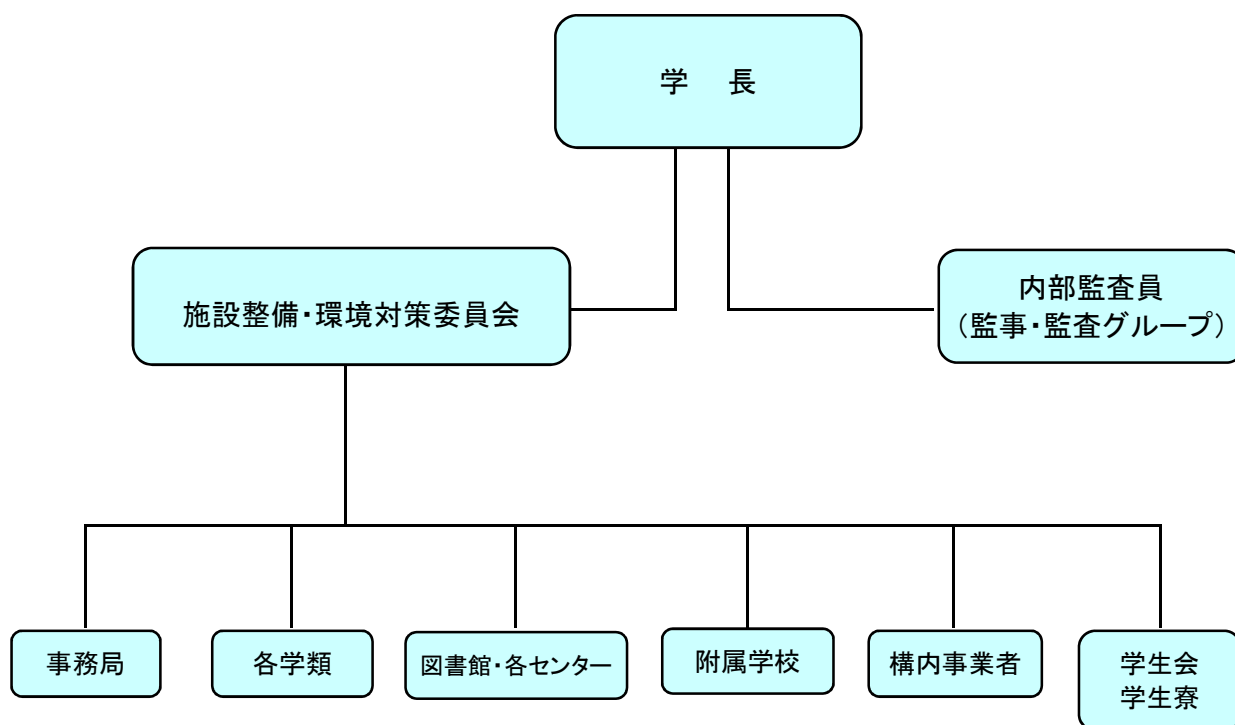 学 長
施設整備・環境対策委員会
内部監査員
（監事・監査グループ）
事務局
各学類
図書館・各センター
附属学校
構内事業者
学生会
学生寮